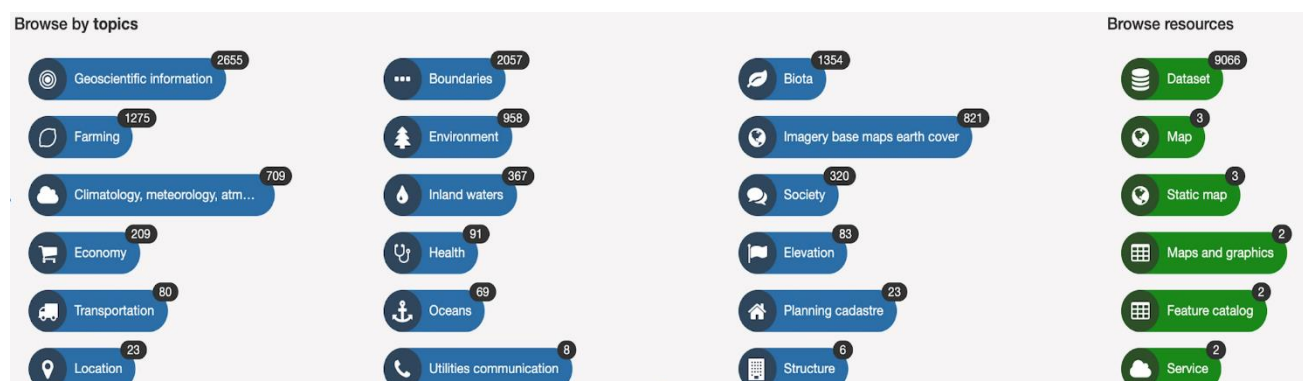 Browse by topics
Browse resources
2655
Geoscientific information
2057
Boundaries
1354
Biota
9066
Dataset
1275
Farming
958
Environment
821
Imagery base maps earth cover
3
Map
709
Climatology, meteorology, atm...
367
Inland waters
320
Society
3
Static map
209
Economy
91
Health
83
Elevation
2
Maps and graphics
80
Transportation
69
Oceans
23
Planning cadastre
2
Feature catalog
23
Location
8
Utilities communication
6
Structure
2
Service